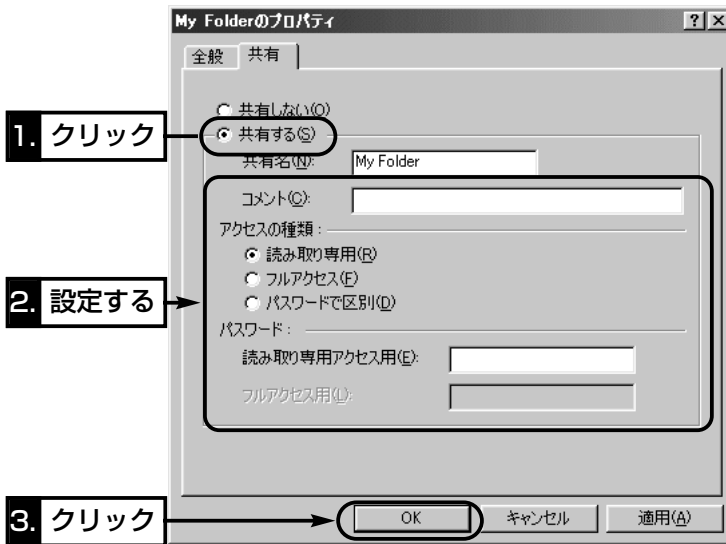 My Folderのプロパティ
? ×
全般 共有
共有しない(O)
1. クリック
共有する(S)
共有名(N): My Folder
コメント(C):
アクセスの種類:
読み取り専用(R)
フルアクセス(F)
2. 設定する
パスワードで区別(D)
パスワード:
読み取り専用アクセス用(E):
フルアクセス用(L):
3. クリック
OK キャンセル 適用(A)